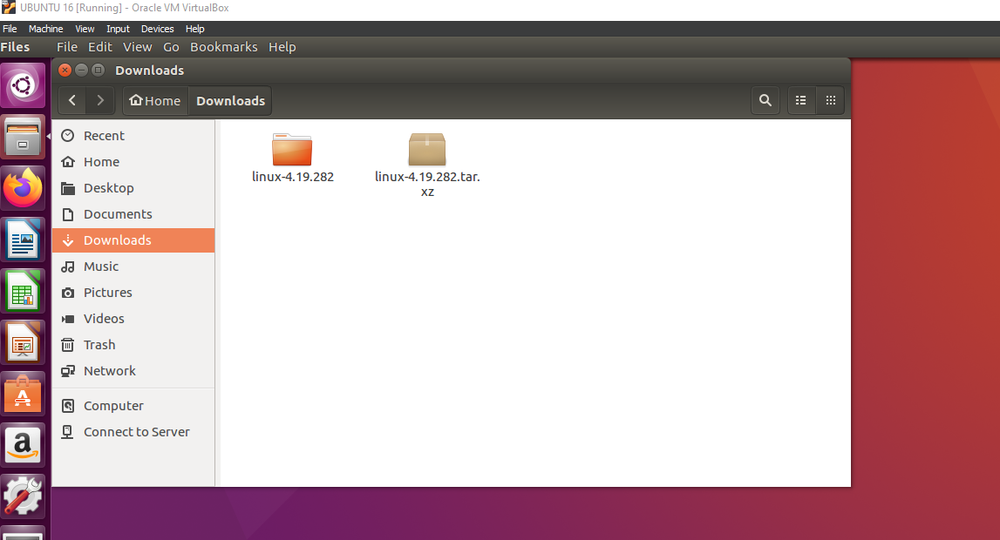 UBUNTU 16 [Running] - Oracle VM VirtualBox
File Machine View Input Devices Help
Files File Edit View Go Bookmarks Help
Downloads
Home Downloads
Recent
Home
Desktop
Documents
Downloads
Music
Pictures
Videos
Trash
Network
Computer
Connect to Server
linux-4.19.282
linux-4.19.282.tar.
xz